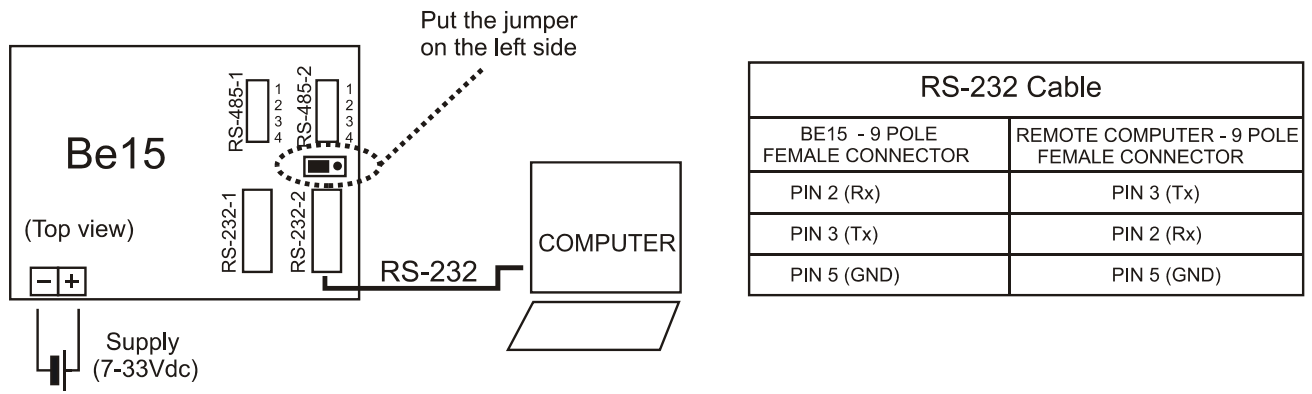 Put the jumper
on the left side
RS-485-1
1
2
3
4
RS-485-2
1
2
3
4
Be15
(Top view)
RS-232-1
RS-232-2
RS-232
COMPUTER
- +
Supply
(7-33Vdc)
RS-232 Cable
BE15 - 9 POLE
FEMALE CONNECTOR
REMOTE COMPUTER - 9 POLE
FEMALE CONNECTOR
PIN 2 (Rx)
PIN 3 (Tx)
PIN 3 (Tx)
PIN 2 (Rx)
PIN 5 (GND)
PIN 5 (GND)